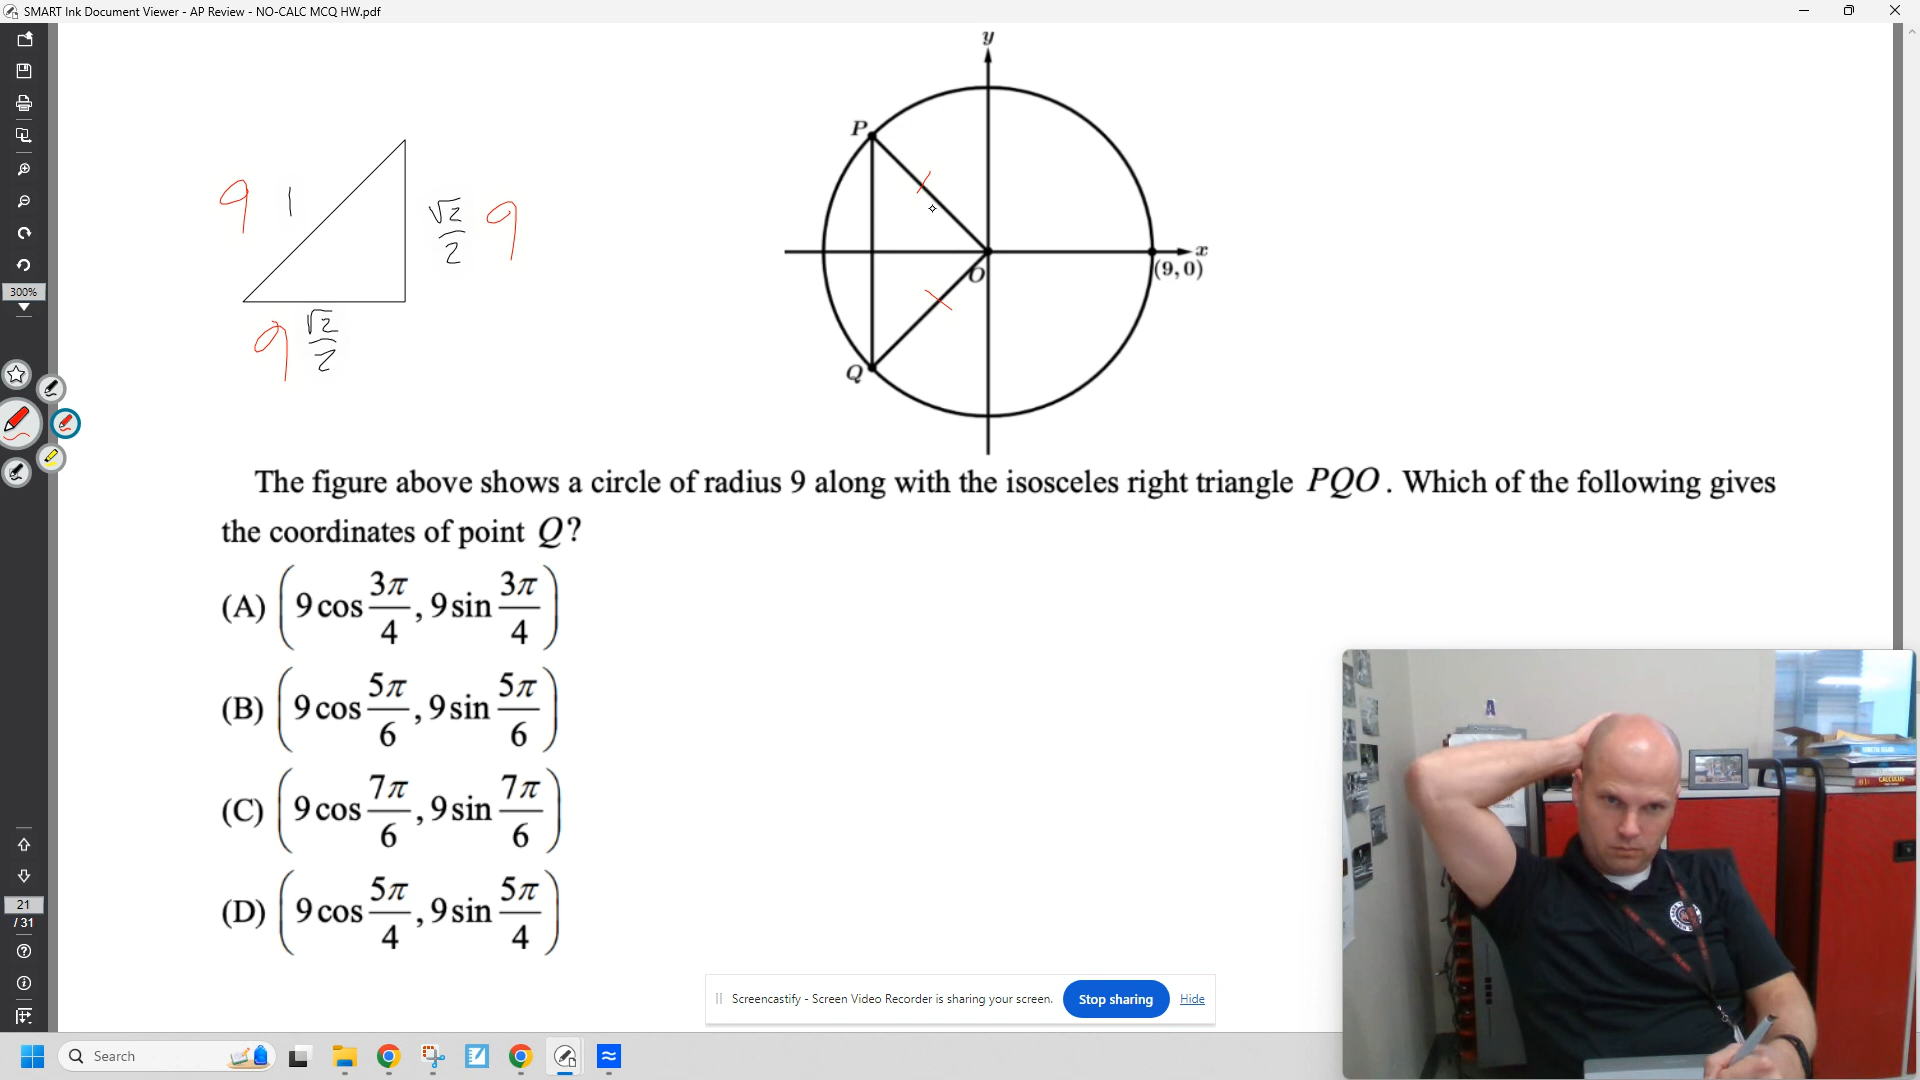 SMART Ink Document Viewer - AP Review - NO-CALC MCQ HW.pdf
300%
21
/ 31
y
P
x
O
(9, 0)
Q
9 1
√2/2 9
9 √2/2
The figure above shows a circle of radius 9 along with the isosceles right triangle PQO. Which of the following gives
the coordinates of point Q?
(A) (9 cos 3π/4, 9 sin 3π/4)
(B) (9 cos 5π/6, 9 sin 5π/6)
(C) (9 cos 7π/6, 9 sin 7π/6)
(D) (9 cos 5π/4, 9 sin 5π/4)
A
CALCULUS
Screencastify - Screen Video Recorder is sharing your screen. Stop sharing Hide
Search